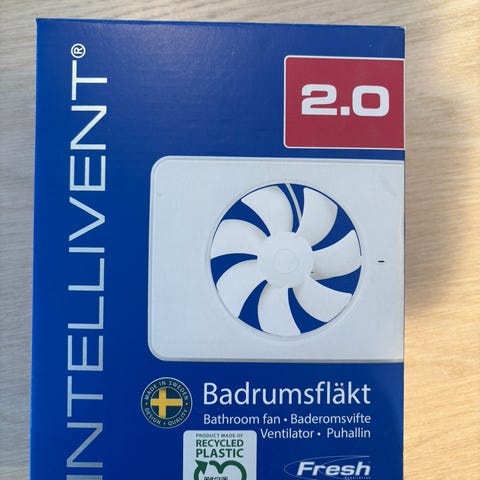 INTELLIVENT®
2.0
MADE IN SWEDEN
DESIGN • QUALITY
Badrumsfläkt
Bathroom fan • Baderomsvifte
Ventilator • Puhallin
PRODUCT MADE OF
RECYCLED
PLASTIC
Fresh